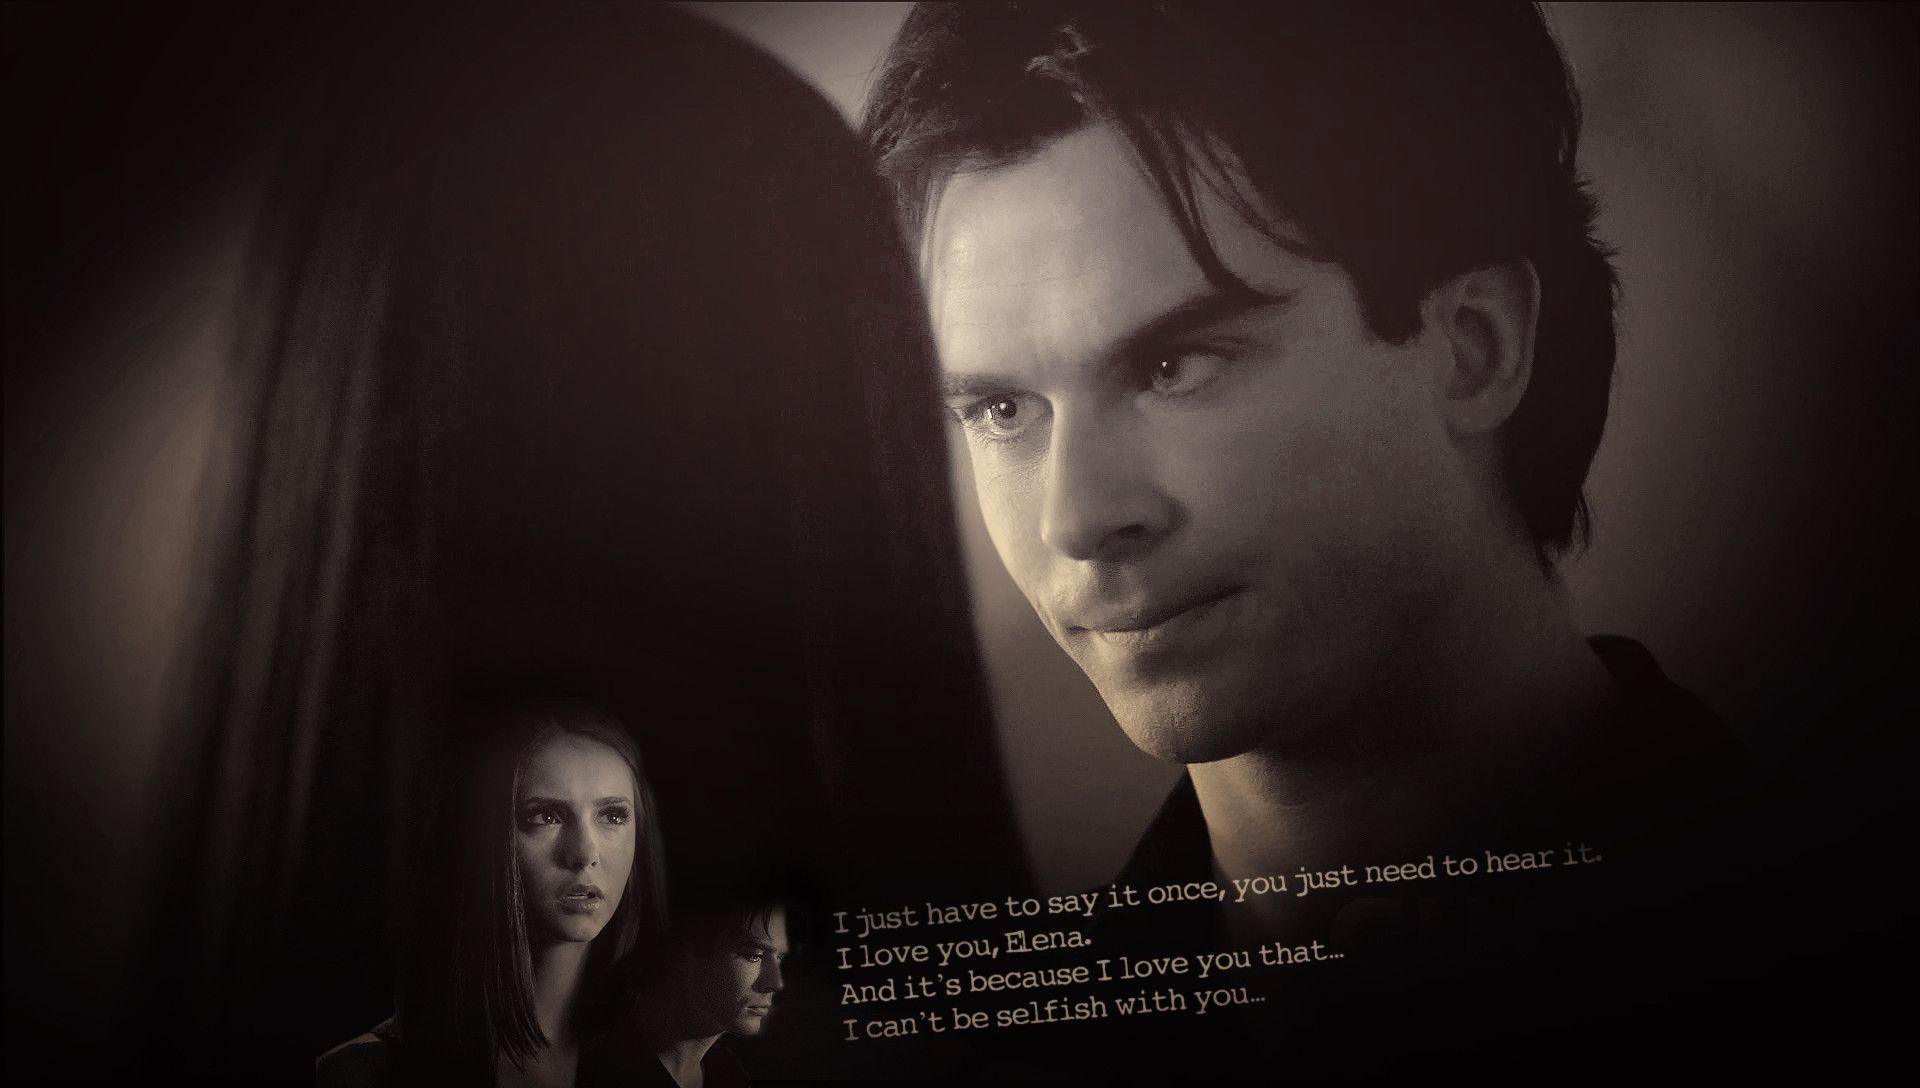 I just have to say it once, you just need to hear it.
I love you, Elena.
And it's because I love you that...
I can't be selfish with you...